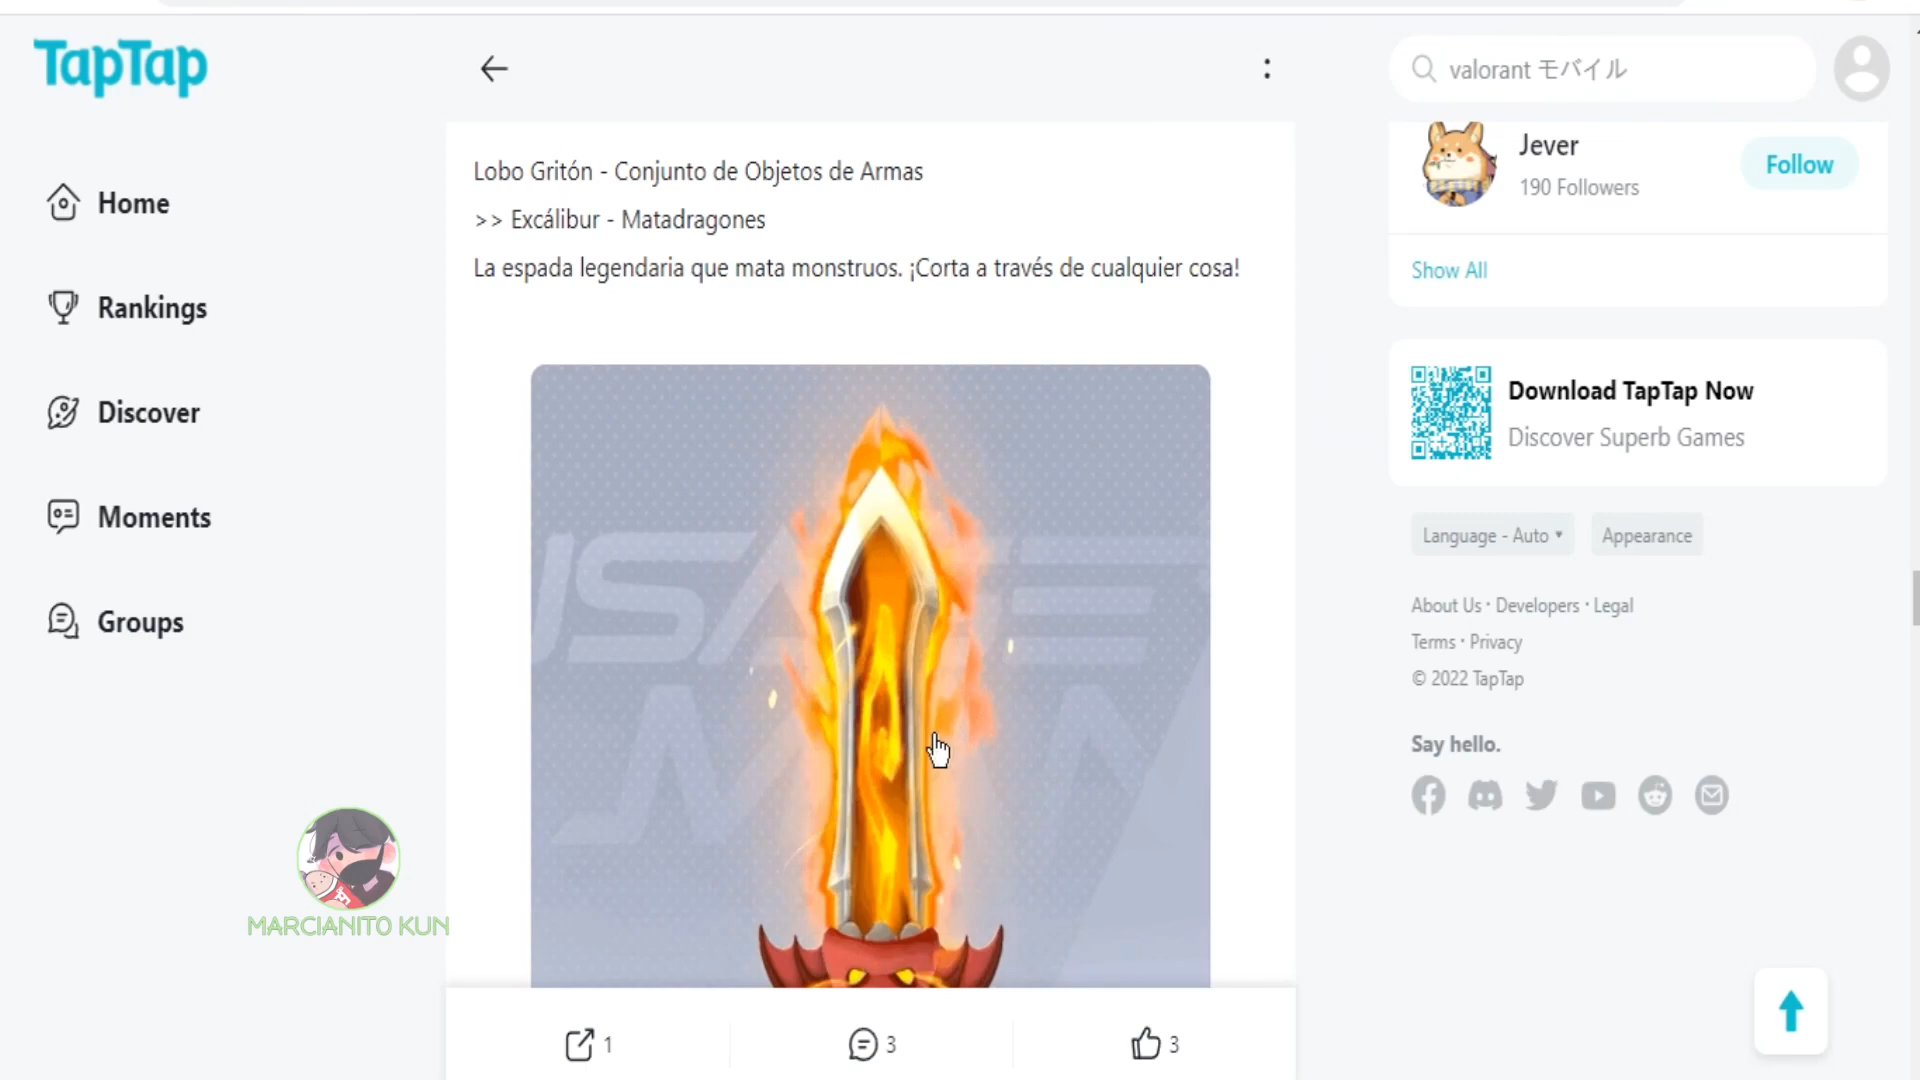 TapTap
valorant モバイル
Home
Rankings
Discover
Moments
Groups
Lobo Gritón - Conjunto de Objetos de Armas
>> Excálibur - Matadragones
La espada legendaria que mata monstruos. ¡Corta a través de cualquier cosa!
MARCIANITO KUN
1
3
3
Jever
190 Followers
Follow
Show All
Download TapTap Now
Discover Superb Games
Language - Auto
Appearance
About Us · Developers · Legal
Terms · Privacy
© 2022 TapTap
Say hello.